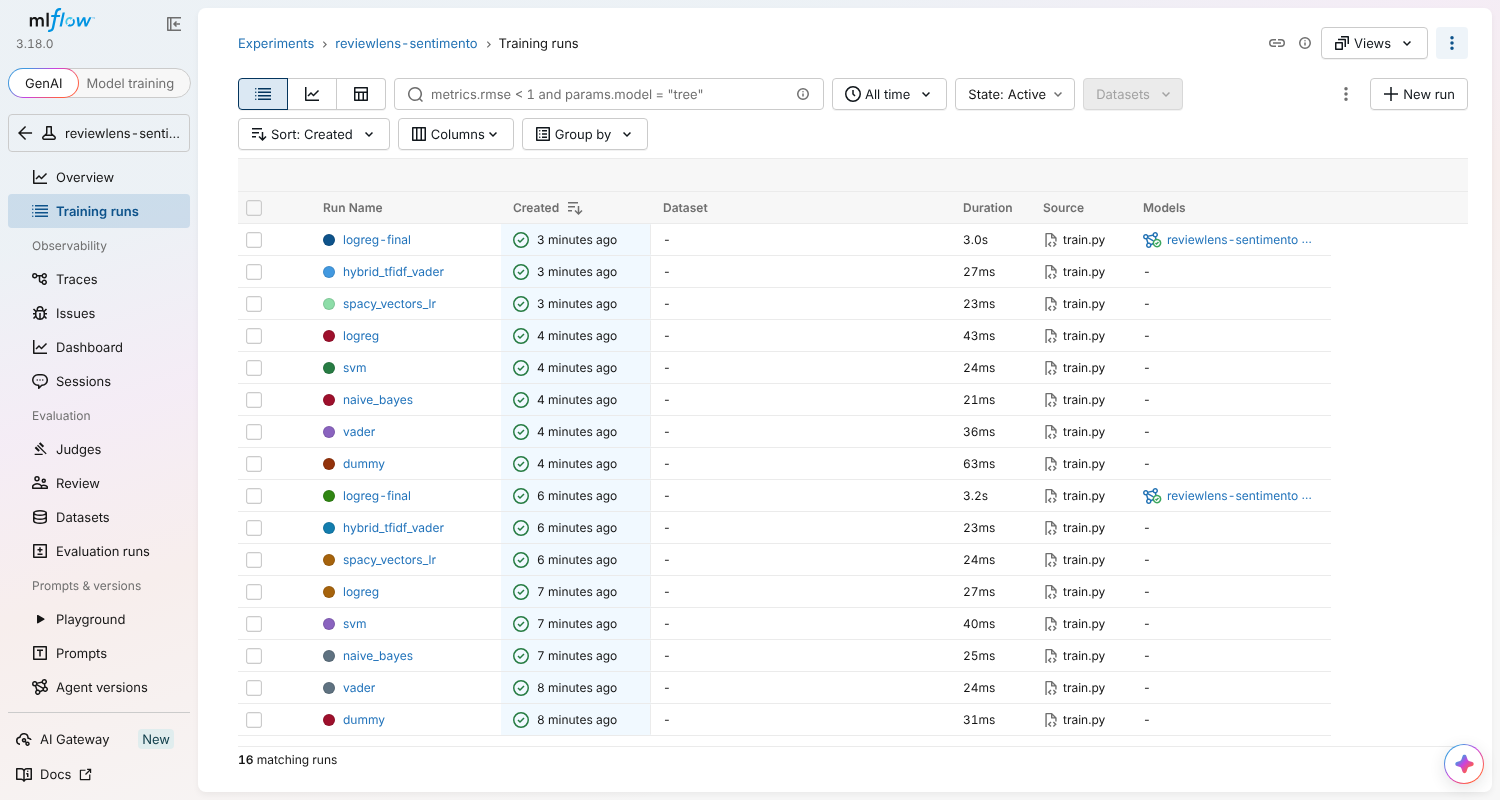 mlflow
3.18.0
GenAI
Model training
reviewlens-senti...
Overview
Training runs
Observability
Traces
Issues
Dashboard
Sessions
Evaluation
Judges
Review
Datasets
Evaluation runs
Prompts & versions
Playground
Prompts
Agent versions
AI Gateway New
Docs
Experiments › reviewlens-sentimento › Training runs
Views
metrics.rmse < 1 and params.model = "tree"
All time
State: Active
Datasets
New run
Sort: Created
Columns
Group by
Run Name Created Dataset Duration Source Models
logreg-final 3 minutes ago - 3.0s train.py reviewlens-sentimento ...
hybrid_tfidf_vader 3 minutes ago - 27ms train.py -
spacy_vectors_lr 3 minutes ago - 23ms train.py -
logreg 4 minutes ago - 43ms train.py -
svm 4 minutes ago - 24ms train.py -
naive_bayes 4 minutes ago - 21ms train.py -
vader 4 minutes ago - 36ms train.py -
dummy 4 minutes ago - 63ms train.py -
logreg-final 6 minutes ago - 3.2s train.py reviewlens-sentimento ...
hybrid_tfidf_vader 6 minutes ago - 23ms train.py -
spacy_vectors_lr 6 minutes ago - 24ms train.py -
logreg 7 minutes ago - 27ms train.py -
svm 7 minutes ago - 40ms train.py -
naive_bayes 7 minutes ago - 25ms train.py -
vader 8 minutes ago - 24ms train.py -
dummy 8 minutes ago - 31ms train.py -
16 matching runs